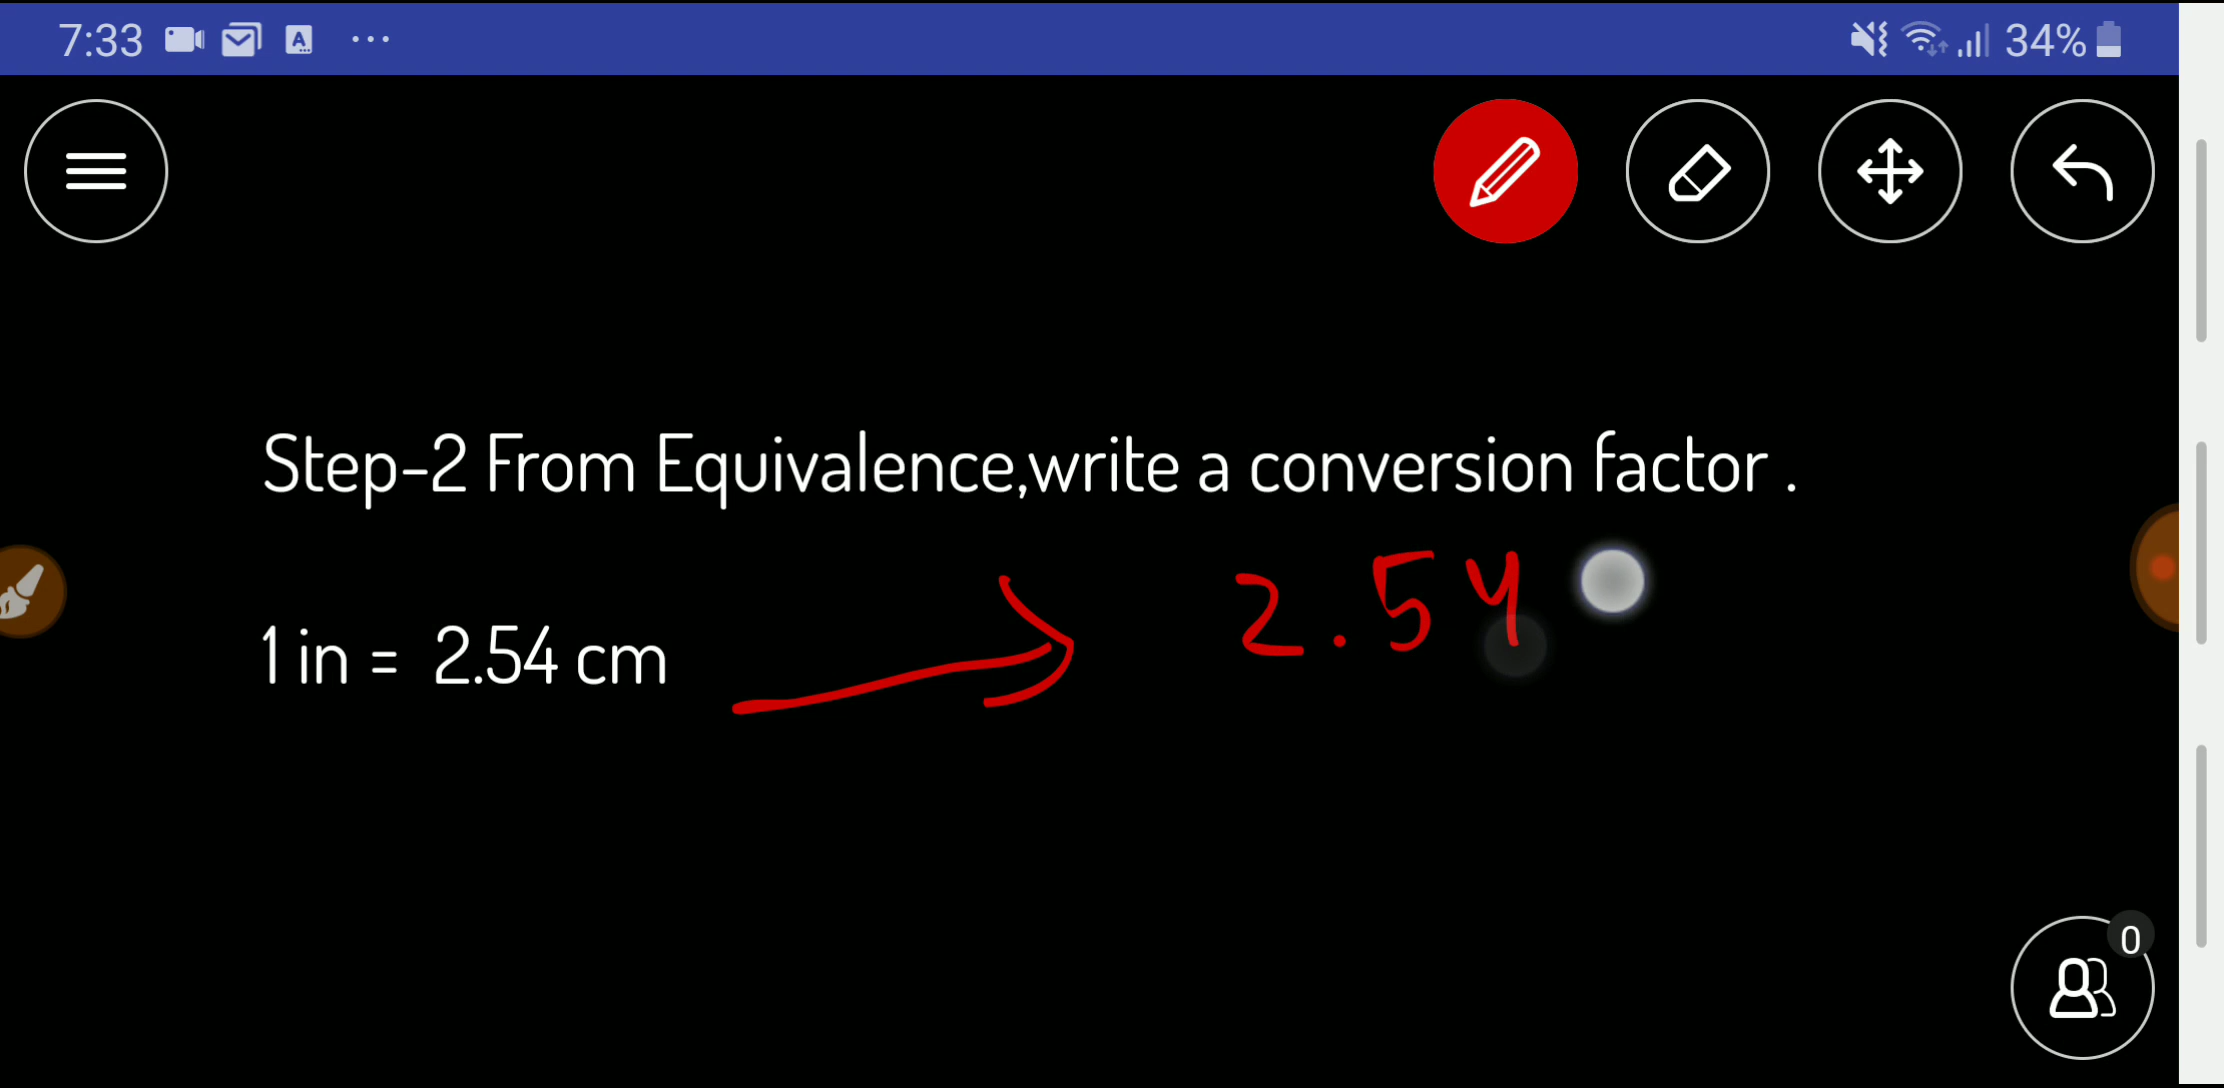 7:33 A ... 34%
Step-2 From Equivalence,write a conversion factor .
1 in = 2.54 cm → 2.54
0